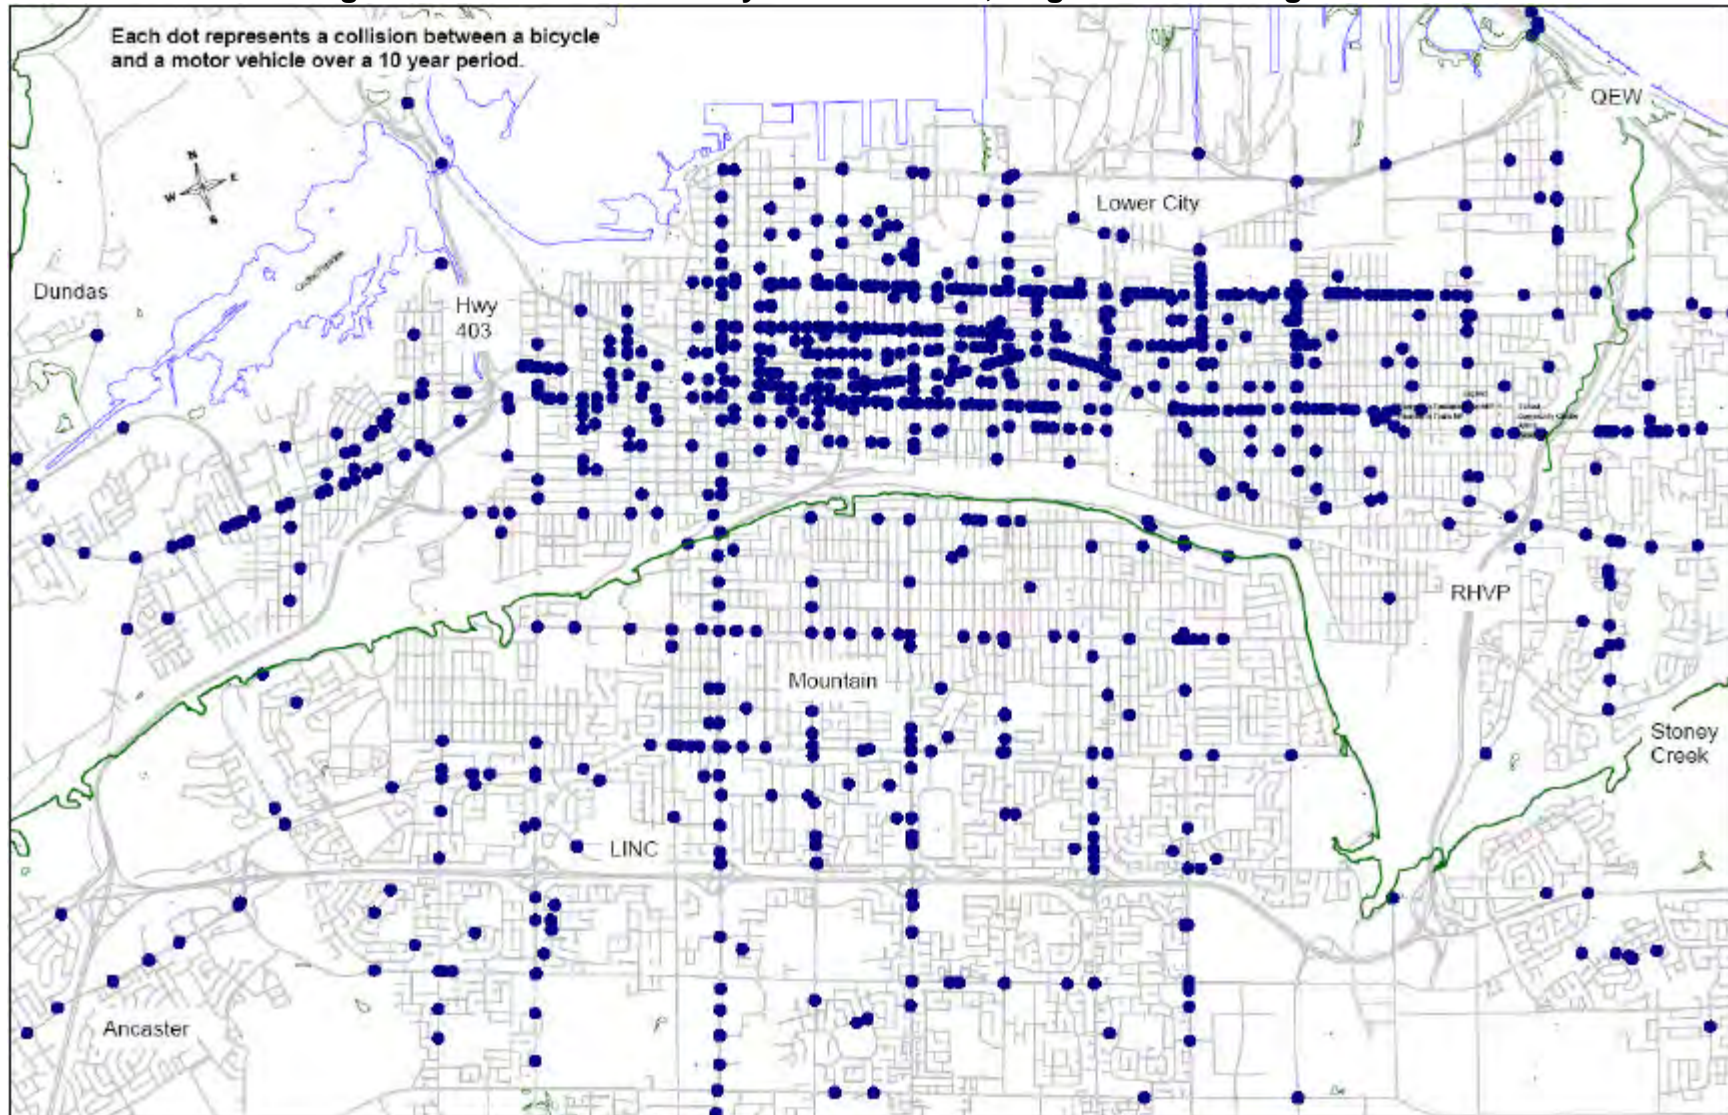 Each dot represents a collision between a bicycle
and a motor vehicle over a 10 year period.
QEW
N
W E
S
Lower City
Dundas
Hwy
403
RHVP
Mountain
Stoney
Creek
LINC
Ancaster